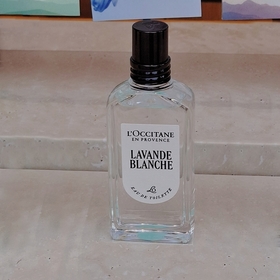 L'OCCITANE
EN PROVENCE
LAVANDE
BLANCHE
EAU DE TOILETTE